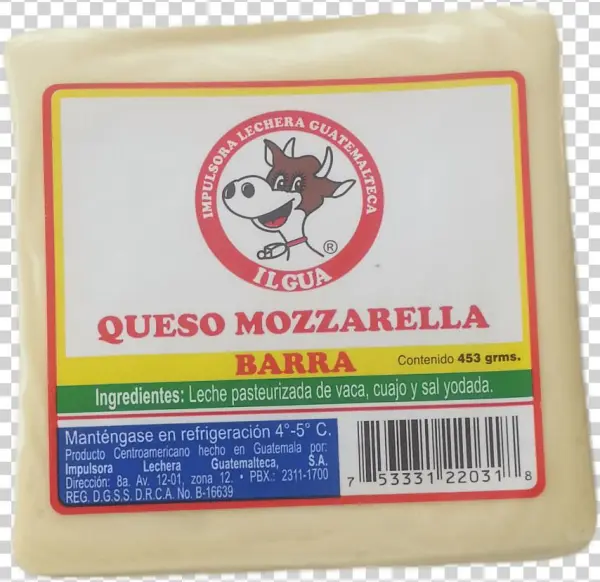 IMPULSORA LECHERA GUATEMALTECA
®
ILGUA
QUESO MOZZARELLA
BARRA
Contenido 453 grms.
Ingredientes: Leche pasteurizada de vaca, cuajo y sal yodada.
Manténgase en refrigeración 4°-5° C.
Producto Centroamericano hecho en Guatemala por:
Impulsora Lechera Guatemalteca, S.A.
Dirección: 8a. Av. 12-01, zona 12. • PBX.: 2311-1700
REG. D.G.S.S. D.R.C.A. No. B-16639
7 53331 22031 8